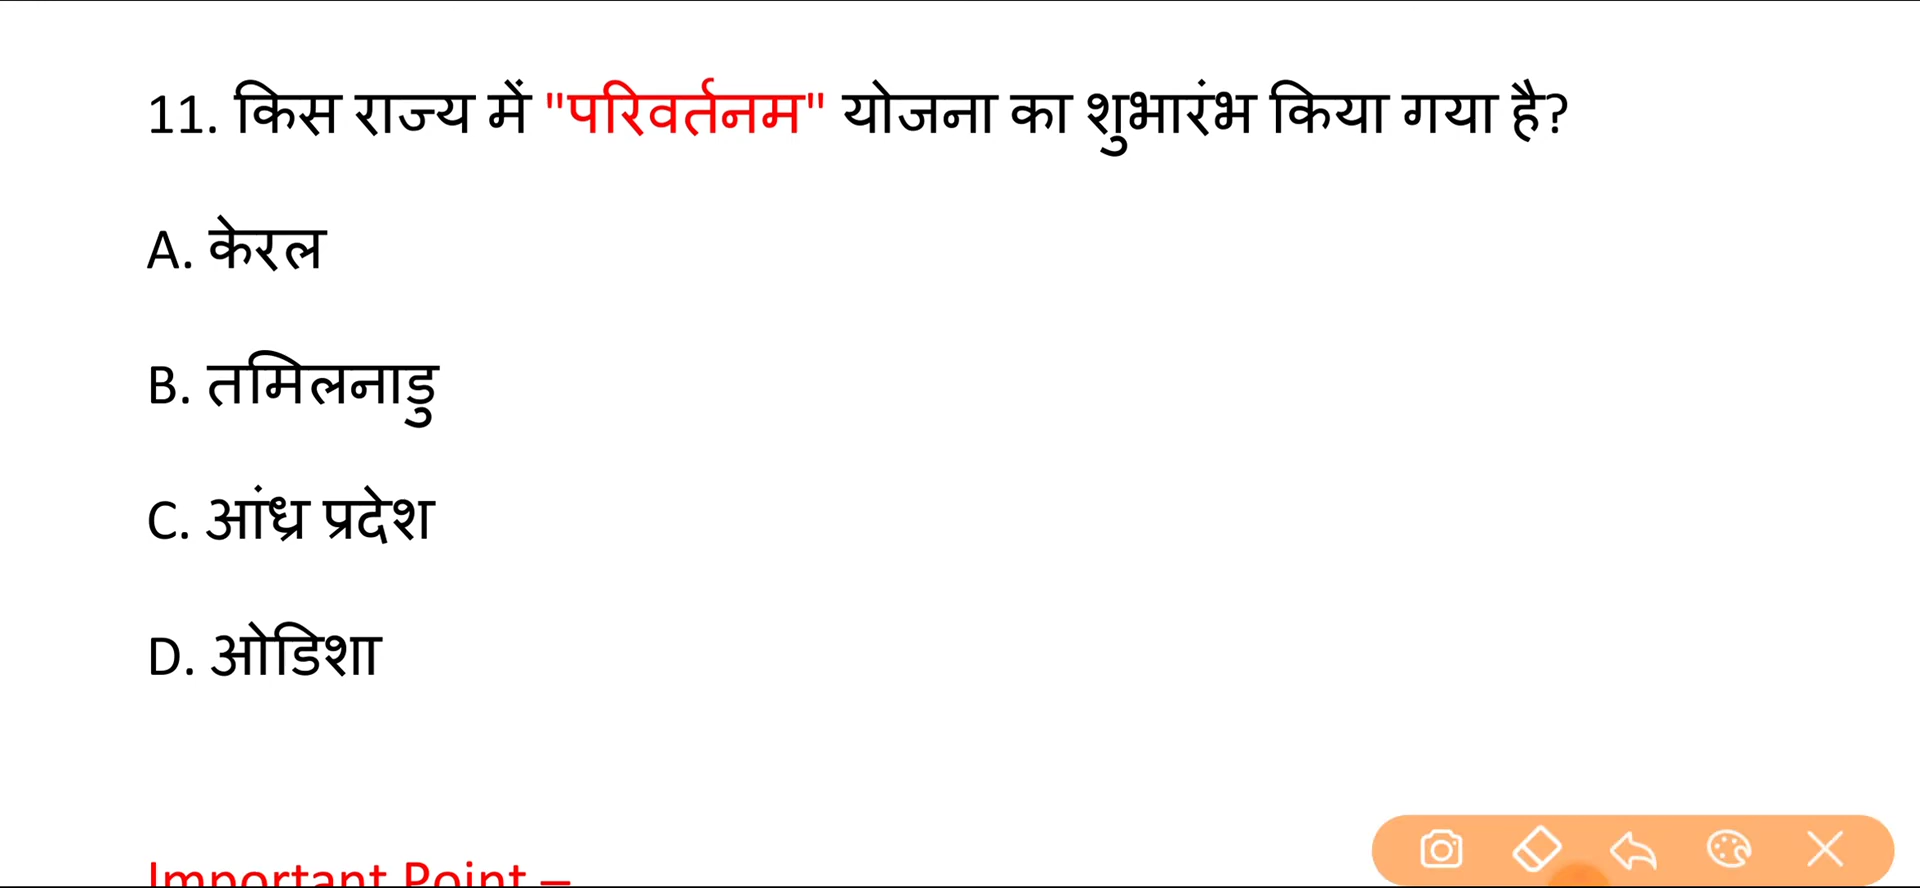 11. किस राज्य में "परिवर्तनम" योजना का शुभारंभ किया गया है?
A. केरल
B. तमिलनाडु
C. आंध्र प्रदेश
D. ओडिशा
Important Point –